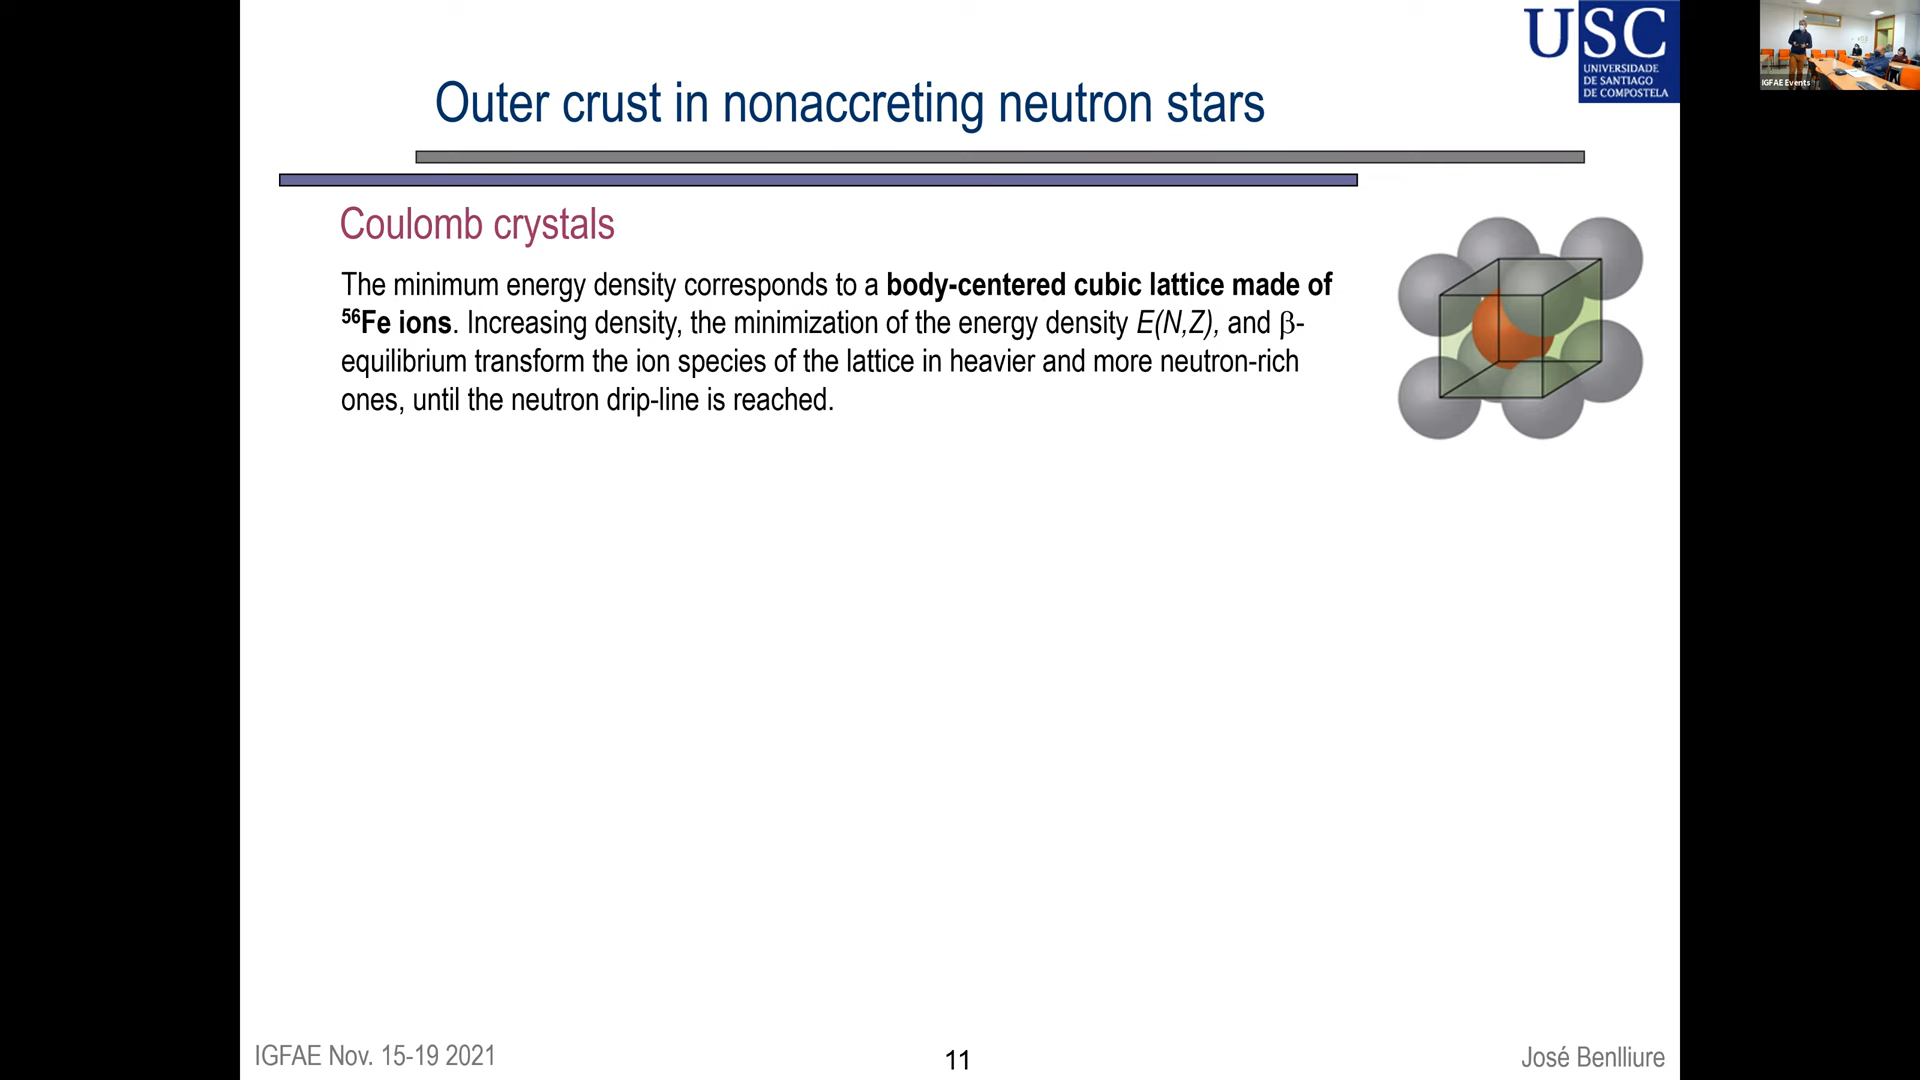 USC
UNIVERSIDADE
DE SANTIAGO
DE COMPOSTELA
IGFAE Events
Outer crust in nonaccreting neutron stars
Coulomb crystals
The minimum energy density corresponds to a body-centered cubic lattice made of
⁵⁶Fe ions. Increasing density, the minimization of the energy density E(N,Z), and β-
equilibrium transform the ion species of the lattice in heavier and more neutron-rich
ones, until the neutron drip-line is reached.
IGFAE Nov. 15-19 2021
11
José Benlliure